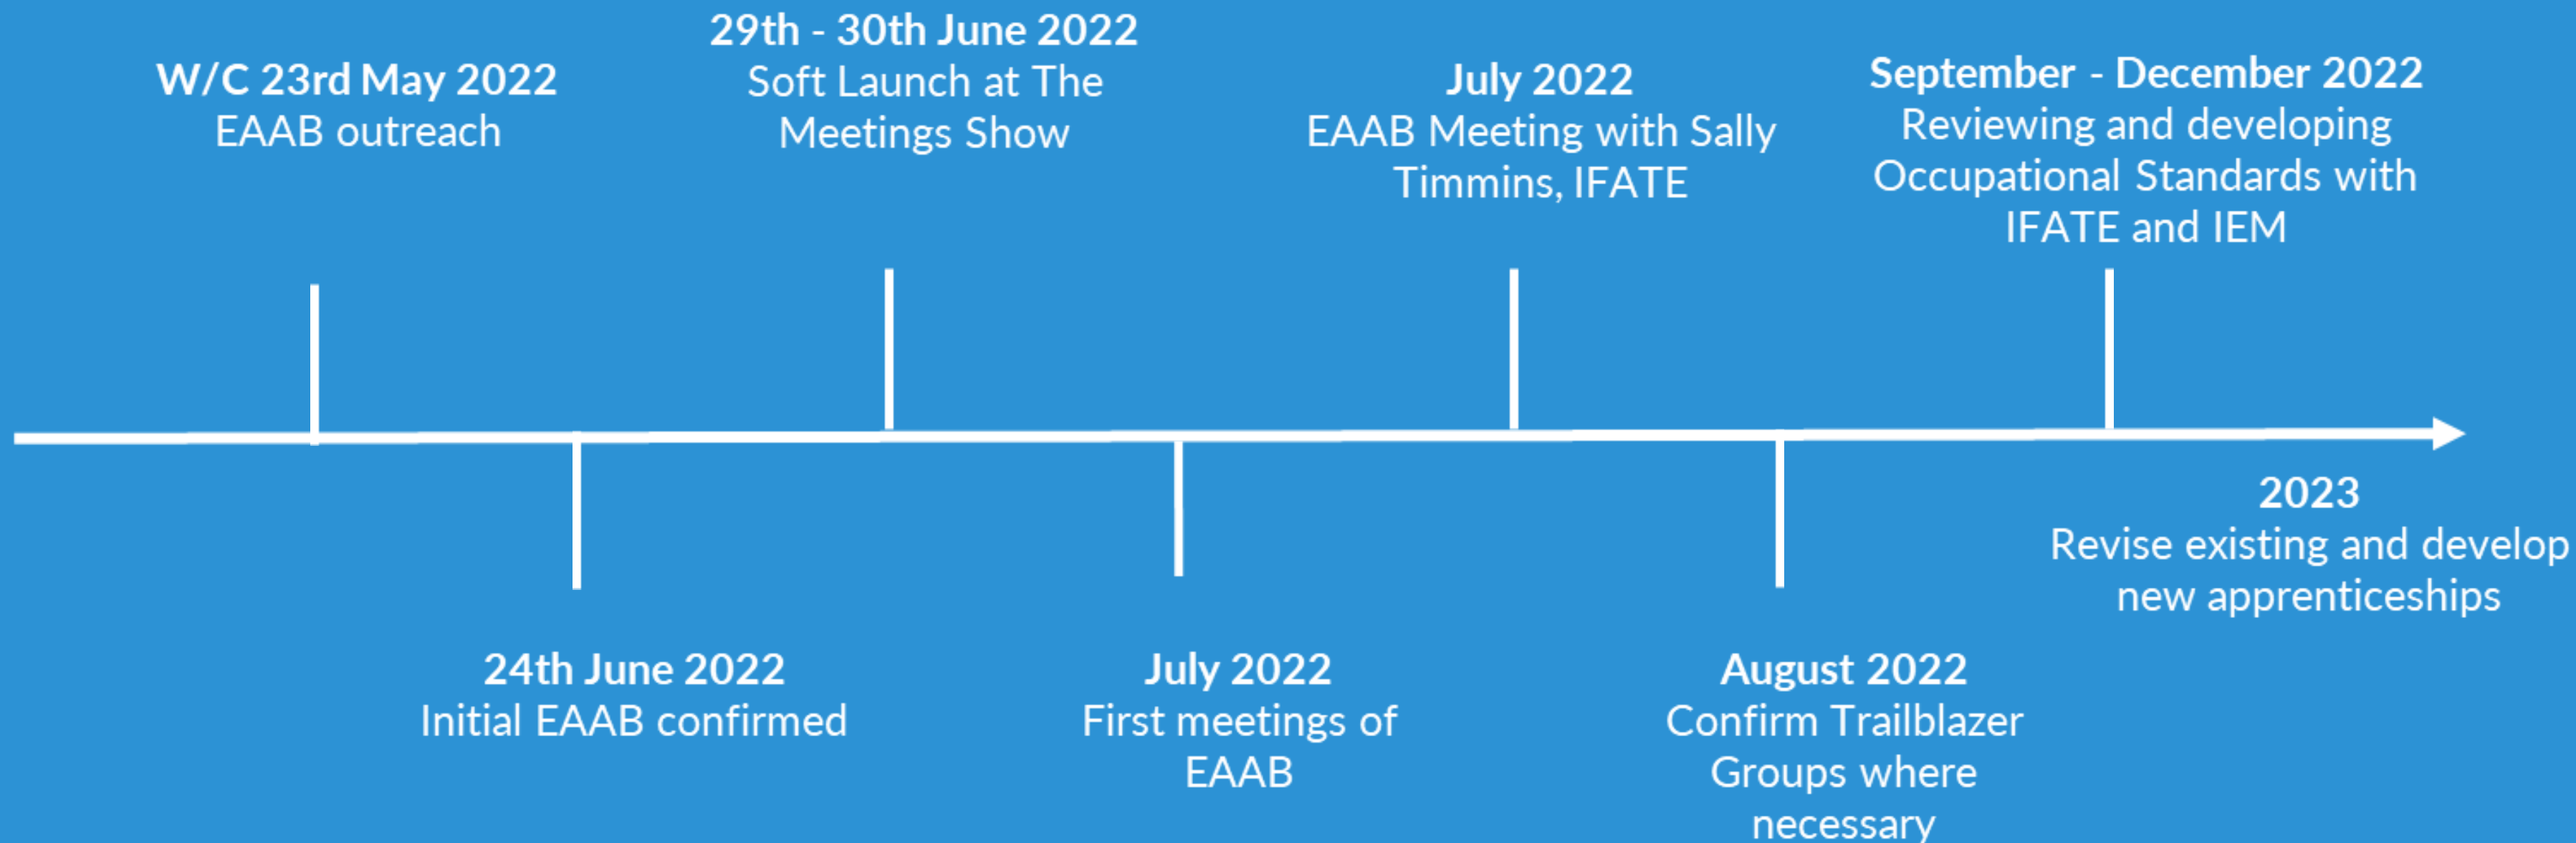 W/C 23rd May 2022
EAAB outreach
24th June 2022
Initial EAAB confirmed
29th - 30th June 2022
Soft Launch at The
Meetings Show
July 2022
First meetings of
EAAB
July 2022
EAAB Meeting with Sally
Timmins, IFATE
August 2022
Confirm Trailblazer
Groups where
necessary
September - December 2022
Reviewing and developing
Occupational Standards with
IFATE and IEM
2023
Revise existing and develop
new apprenticeships